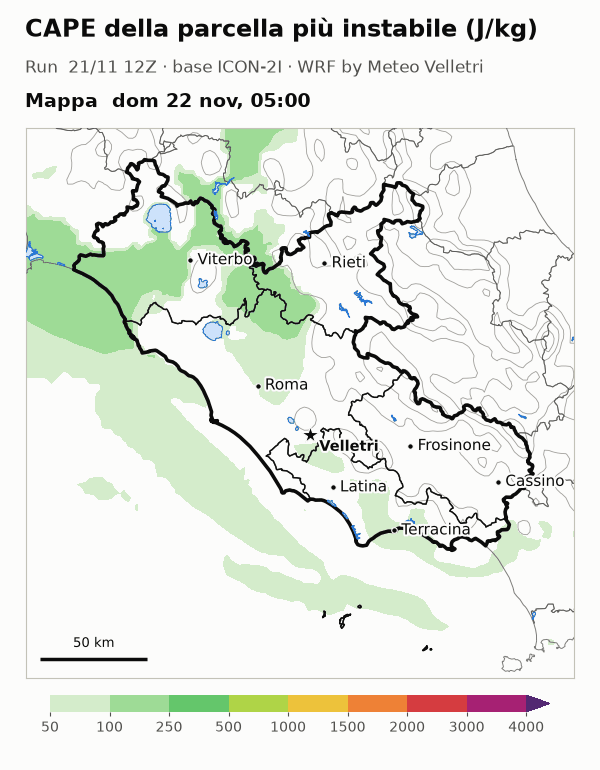 CAPE della parcella più instabile (J/kg)
Run 21/11 12Z · base ICON-2I · WRF by Meteo Velletri
Mappa dom 22 nov, 05:00
Viterbo
Rieti
Roma
Velletri
Frosinone
Latina
Cassino
Terracina
50 km
50 100 250 500 1000 1500 2000 3000 4000